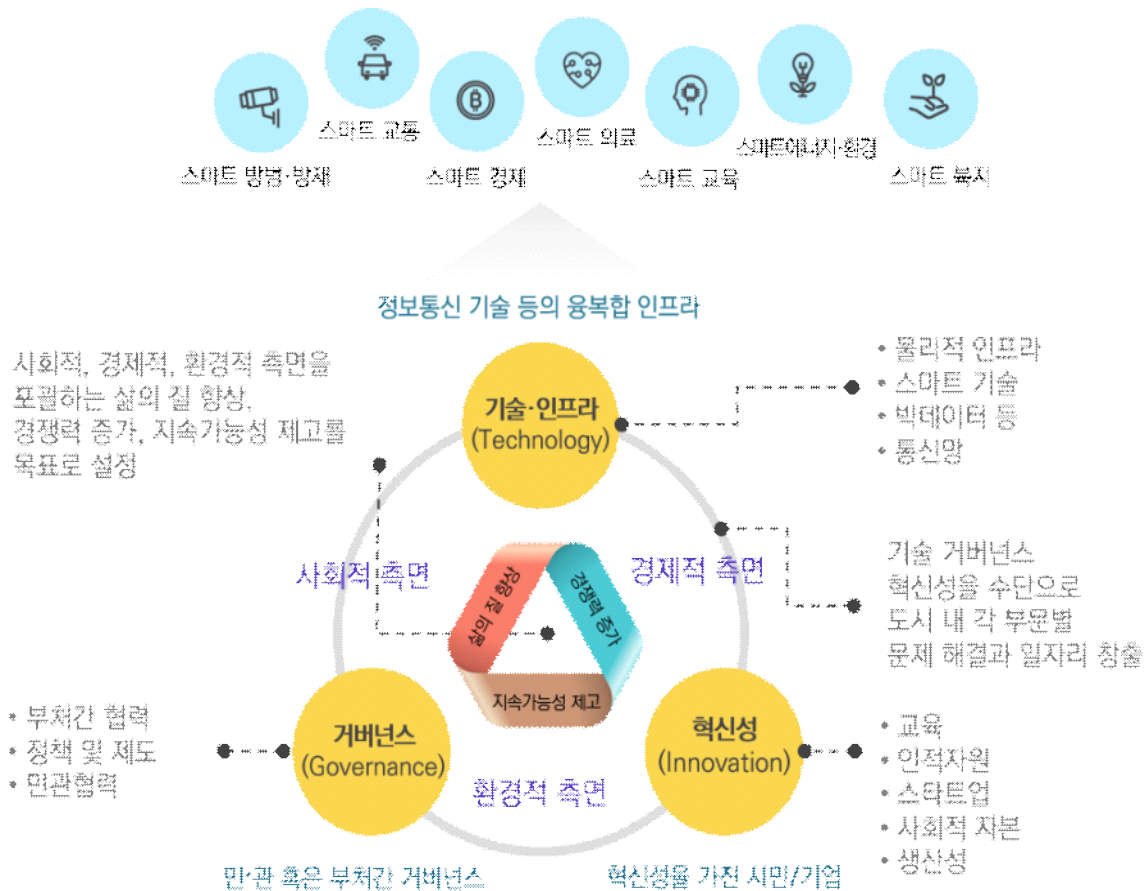 스마트 교통
스마트 의료
스마트에너지·환경
스마트 방범·방재
스마트 경제
스마트 교육
스마트 복지
정보통신 기술 등의 융복합 인프라
사회적, 경제적, 환경적 측면을
포괄하는 삶의 질 향상,
경쟁력 증가, 지속가능성 제고를
목표로 설정
기술·인프라
(Technology)
• 물리적 인프라
• 스마트 기술
• 빅데이터 등
• 통신망
사회적 측면
경제적 측면
삶의 질 향상
경쟁력 증가
지속가능성 제고
기술 거버넌스
혁신성을 수단으로
도시 내 각 부문별
문제 해결과 일자리 창출
• 부처간 협력
• 정책 및 제도
• 민관협력
거버넌스
(Governance)
환경적 측면
혁신성
(Innovation)
• 교육
• 인적자원
• 스타트업
• 사회적 자본
• 생산성
민·관 혹은 부처간 거버넌스
혁신성을 가진 시민/기업